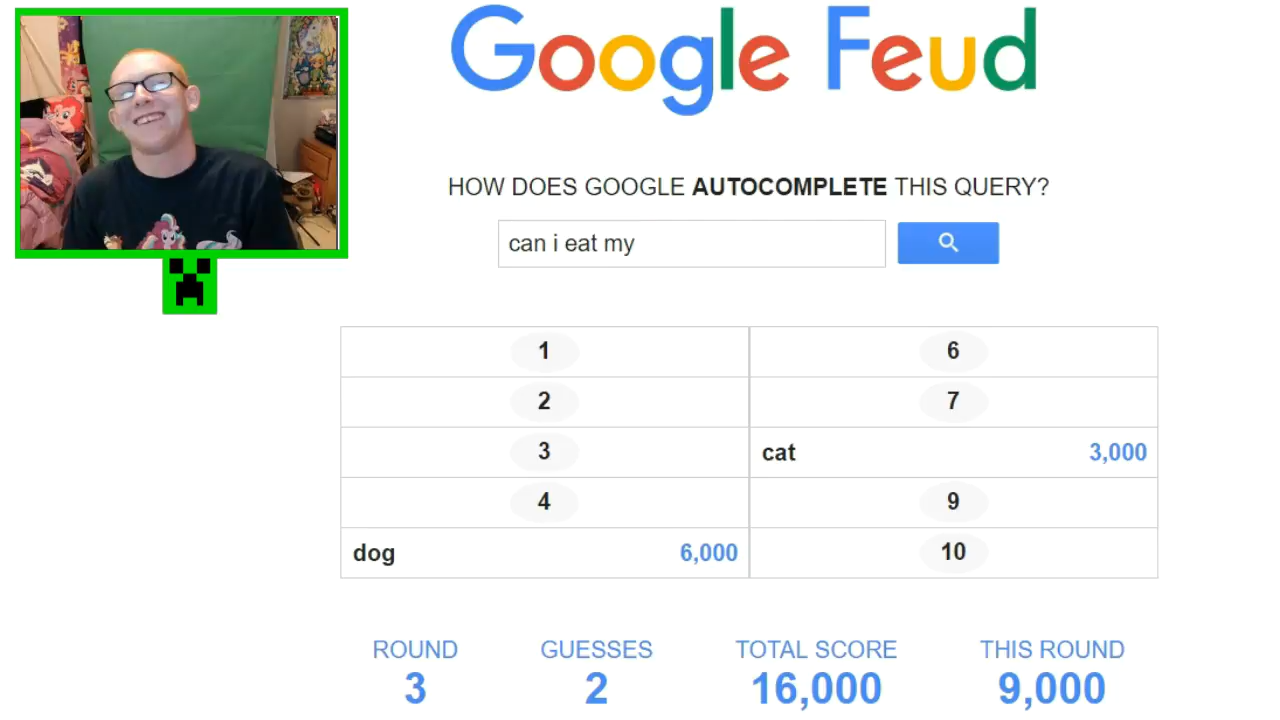 Google Feud
HOW DOES GOOGLE AUTOCOMPLETE THIS QUERY?
can i eat my
1
2
3
4
dog 6,000
6
7
cat 3,000
9
10
ROUND GUESSES TOTAL SCORE THIS ROUND
3 2 16,000 9,000